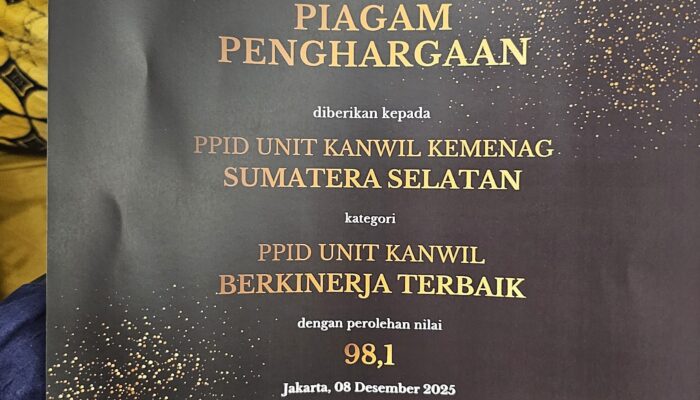 PIAGAM
PENGHARGAAN
diberikan kepada
PPID UNIT KANWIL KEMENAG
SUMATERA SELATAN
kategori
PPID UNIT KANWIL
BERKINERJA TERBAIK
dengan perolehan nilai
98,1
Jakarta, 08 Desember 2025